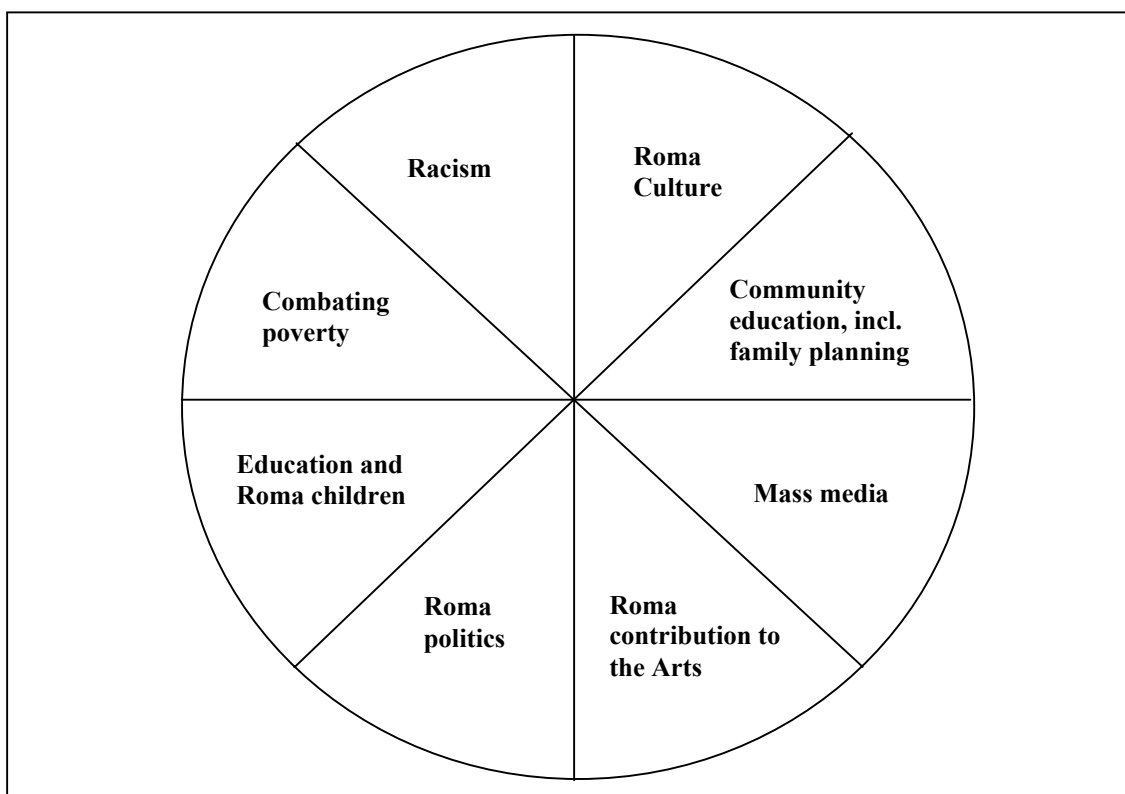 Racism
Roma
Culture
Combating
poverty
Community
education, incl.
family planning
Education and
Roma children
Mass media
Roma
politics
Roma
contribution to
the Arts